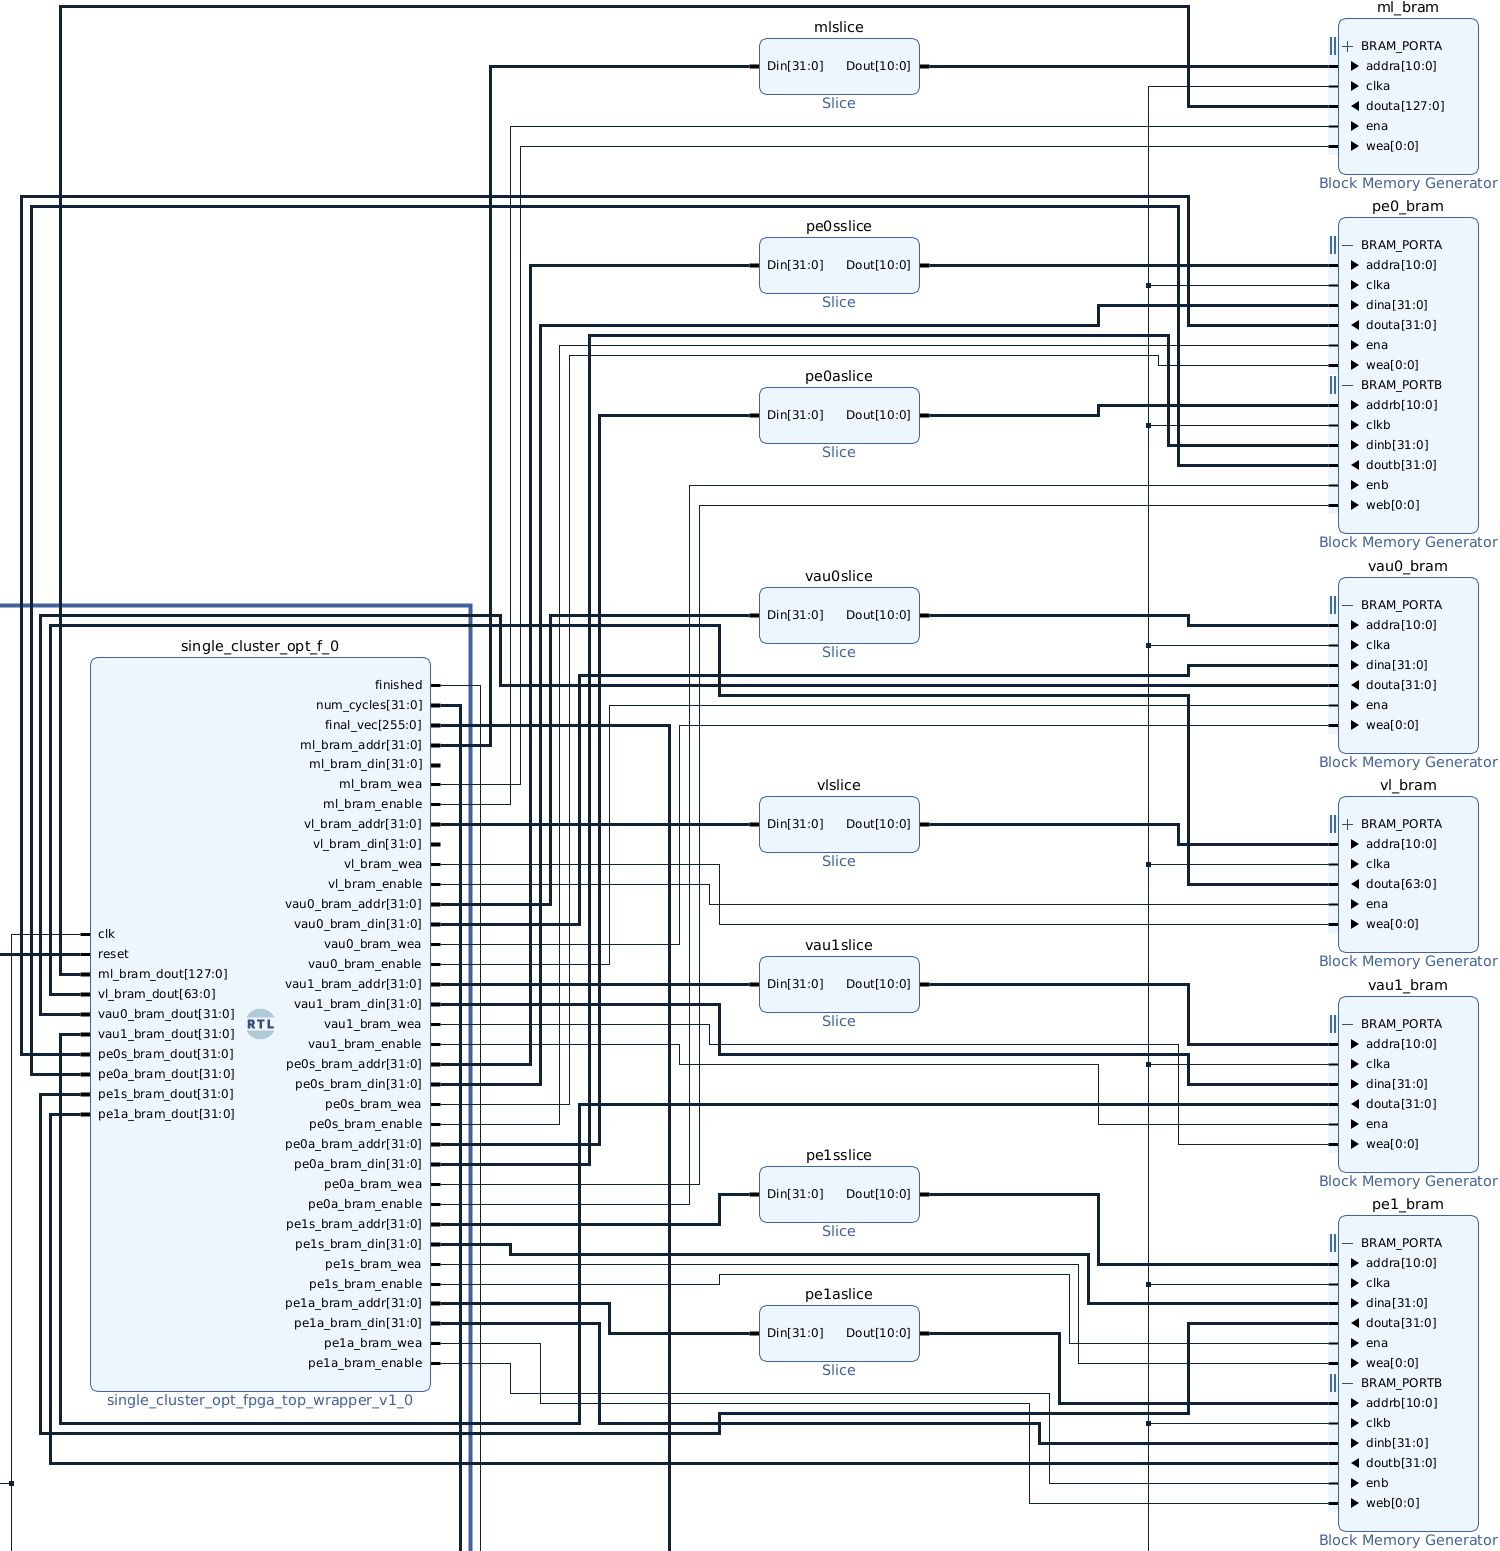 ml_bram
BRAM_PORTA
addra[10:0]
clka
douta[127:0]
ena
wea[0:0]
Block Memory Generator
mlslice
Din[31:0] Dout[10:0]
Slice
pe0_bram
BRAM_PORTA
addra[10:0]
clka
dina[31:0]
douta[31:0]
ena
wea[0:0]
BRAM_PORTB
addrb[10:0]
clkb
dinb[31:0]
doutb[31:0]
enb
web[0:0]
Block Memory Generator
pe0sslice
Din[31:0] Dout[10:0]
Slice
pe0aslice
Din[31:0] Dout[10:0]
Slice
vau0_bram
BRAM_PORTA
addra[10:0]
clka
dina[31:0]
douta[31:0]
ena
wea[0:0]
Block Memory Generator
vau0slice
Din[31:0] Dout[10:0]
Slice
single_cluster_opt_f_0
finished
num_cycles[31:0]
final_vec[255:0]
ml_bram_addr[31:0]
ml_bram_din[31:0]
ml_bram_wea
ml_bram_enable
vl_bram_addr[31:0]
vl_bram_din[31:0]
vl_bram_wea
vl_bram_enable
vau0_bram_addr[31:0]
vau0_bram_din[31:0]
vau0_bram_wea
vau0_bram_enable
vau1_bram_addr[31:0]
vau1_bram_din[31:0]
vau1_bram_wea
vau1_bram_enable
pe0s_bram_addr[31:0]
pe0s_bram_din[31:0]
pe0s_bram_wea
pe0s_bram_enable
pe0a_bram_addr[31:0]
pe0a_bram_din[31:0]
pe0a_bram_wea
pe0a_bram_enable
pe1s_bram_addr[31:0]
pe1s_bram_din[31:0]
pe1s_bram_wea
pe1s_bram_enable
pe1a_bram_addr[31:0]
pe1a_bram_din[31:0]
pe1a_bram_wea
pe1a_bram_enable
clk
reset
ml_bram_dout[127:0]
vl_bram_dout[63:0]
vau0_bram_dout[31:0]
vau1_bram_dout[31:0]
pe0s_bram_dout[31:0]
pe0a_bram_dout[31:0]
pe1s_bram_dout[31:0]
pe1a_bram_dout[31:0]
RTL
single_cluster_opt_fpga_top_wrapper_v1_0
vlslice
Din[31:0] Dout[10:0]
Slice
vl_bram
BRAM_PORTA
addra[10:0]
clka
douta[63:0]
ena
wea[0:0]
Block Memory Generator
vau1slice
Din[31:0] Dout[10:0]
Slice
vau1_bram
BRAM_PORTA
addra[10:0]
clka
dina[31:0]
douta[31:0]
ena
wea[0:0]
Block Memory Generator
pe1sslice
Din[31:0] Dout[10:0]
Slice
pe1aslice
Din[31:0] Dout[10:0]
Slice
pe1_bram
BRAM_PORTA
addra[10:0]
clka
dina[31:0]
douta[31:0]
ena
wea[0:0]
BRAM_PORTB
addrb[10:0]
clkb
dinb[31:0]
doutb[31:0]
enb
web[0:0]
Block Memory Generator